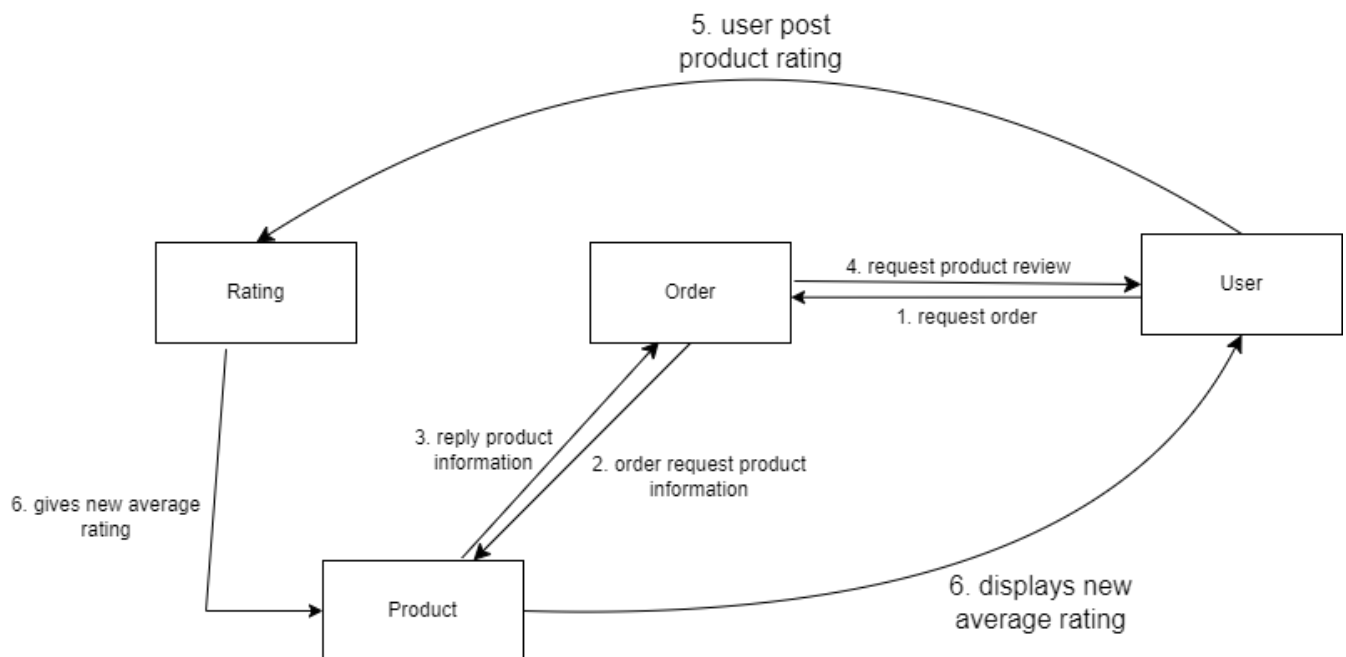 5. user post
product rating
Rating
Order
4. request product review
User
1. request order
3. reply product
information
2. order request product
information
6. gives new average
rating
Product
6. displays new
average rating